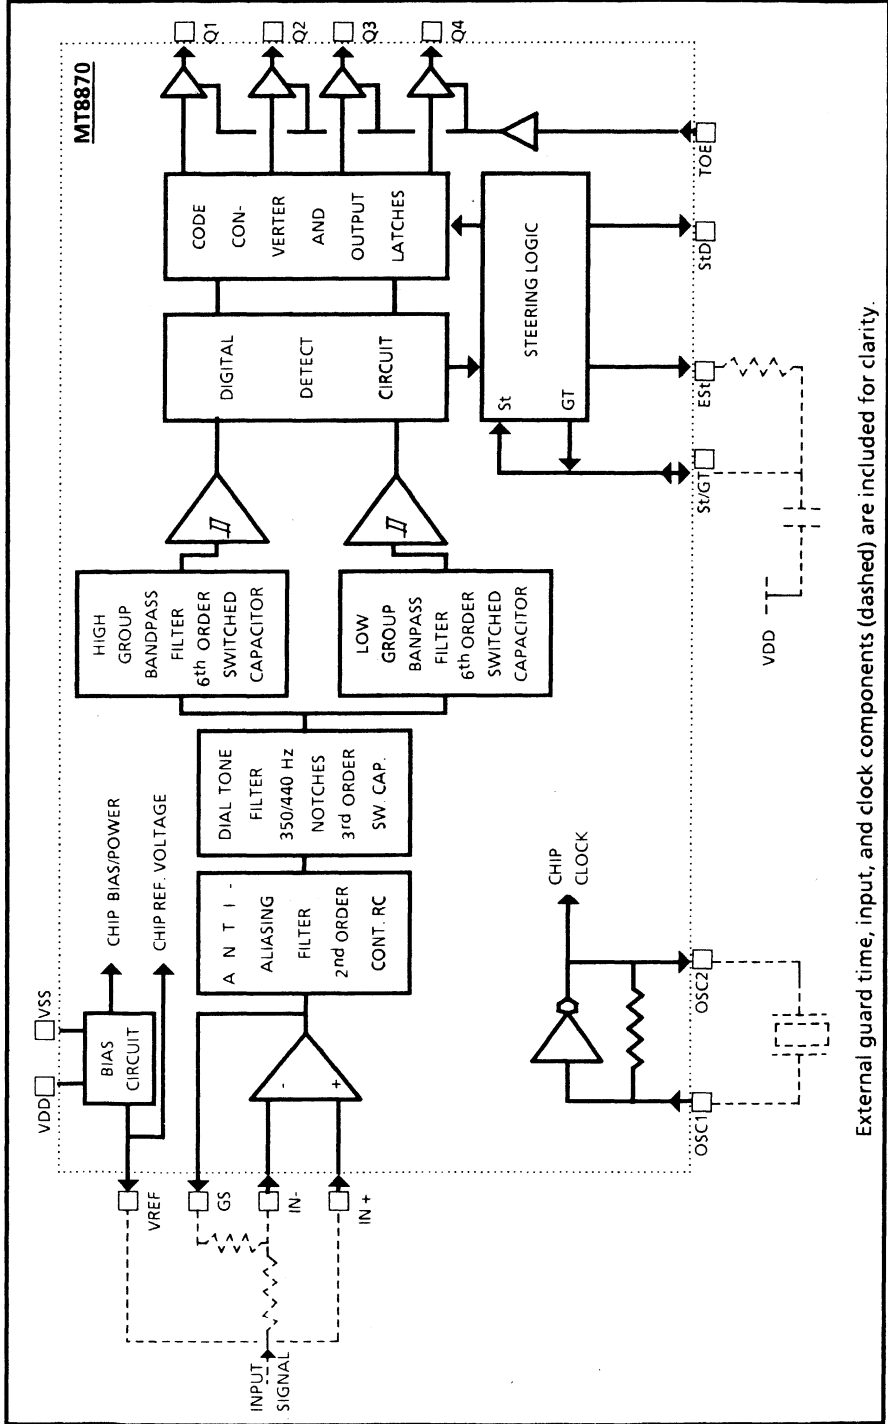 MT8870
VDD
VSS
BIAS
CIRCUIT
CHIP BIAS/POWER
CHIP REF. VOLTAGE
VREF
GS
IN-
IN +
INPUT
SIGNAL
-
+
A N T I -
ALIASING
FILTER
2nd ORDER
CONT. RC
DIAL TONE
FILTER
350/440 Hz
NOTCHES
3rd ORDER
SW. CAP.
HIGH
GROUP
BANDPASS
FILTER
6th ORDER
SWITCHED
CAPACITOR
LOW
GROUP
BANPASS
FILTER
6th ORDER
SWITCHED
CAPACITOR
DIGITAL
DETECT
CIRCUIT
CODE
CON-
VERTER
AND
OUTPUT
LATCHES
Q1
Q2
Q3
Q4
STEERING LOGIC
St
GT
CHIP
CLOCK
OSC1
OSC2
St/GT
ESt
StD
TOE
VDD
External guard time, input, and clock components (dashed) are included for clarity.